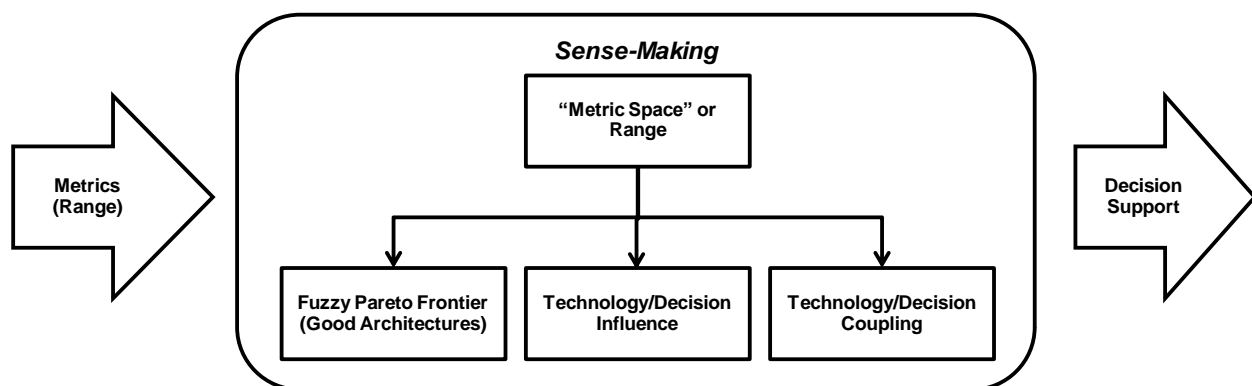 Sense-Making
“Metric Space” or
Range
Metrics
(Range)
Decision
Support
Fuzzy Pareto Frontier
(Good Architectures)
Technology/Decision
Influence
Technology/Decision
Coupling